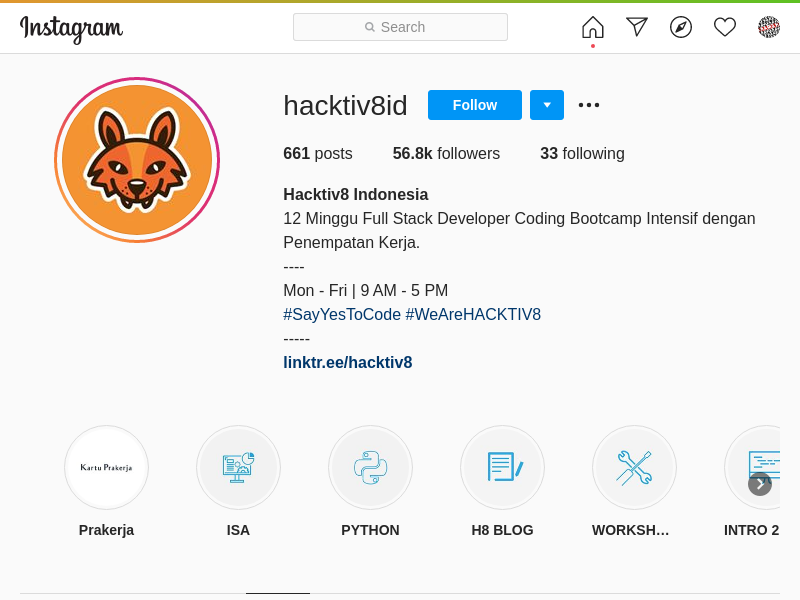 Instagram
Search
hacktiv8id
Follow
661 posts 56.8k followers 33 following
Hacktiv8 Indonesia
12 Minggu Full Stack Developer Coding Bootcamp Intensif dengan
Penempatan Kerja.
----
Mon - Fri | 9 AM - 5 PM
#SayYesToCode #WeAreHACKTIV8
-----
linktr.ee/hacktiv8
Kartu Prakerja
Prakerja ISA PYTHON H8 BLOG WORKSH… INTRO 2